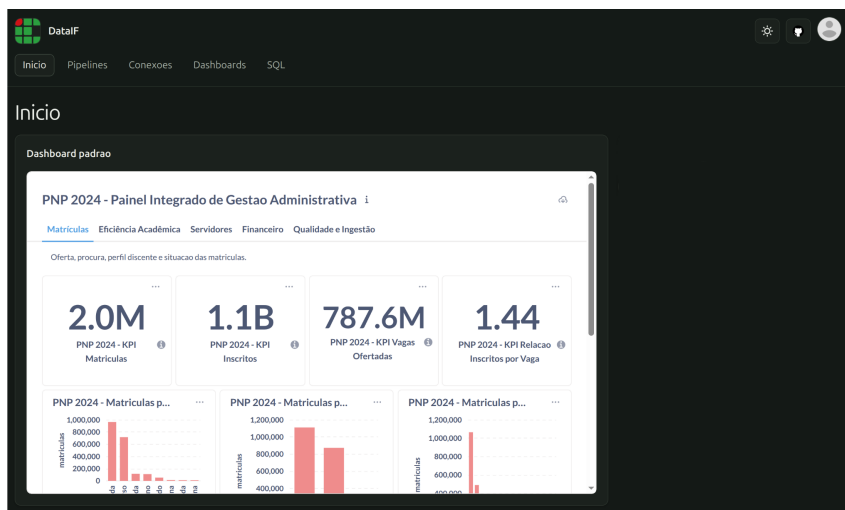 DataIF
Inicio Pipelines Conexoes Dashboards SQL
Inicio
Dashboard padrao
PNP 2024 - Painel Integrado de Gestao Administrativa i
Matrículas Eficiência Acadêmica Servidores Financeiro Qualidade e Ingestão
Oferta, procura, perfil discente e situacao das matriculas.
2.0M
PNP 2024 - KPI
Matriculas
1.1B
PNP 2024 - KPI
Inscritos
787.6M
PNP 2024 - KPI Vagas
Ofertadas
1.44
PNP 2024 - KPI Relacao
Inscritos por Vaga
PNP 2024 - Matriculas p...
matriculas
1,000,000
800,000
600,000
400,000
200,000
0
PNP 2024 - Matriculas p...
matriculas
1,200,000
1,000,000
800,000
600,000
400,000
PNP 2024 - Matriculas p...
matriculas
1,200,000
1,000,000
800,000
600,000
400,000